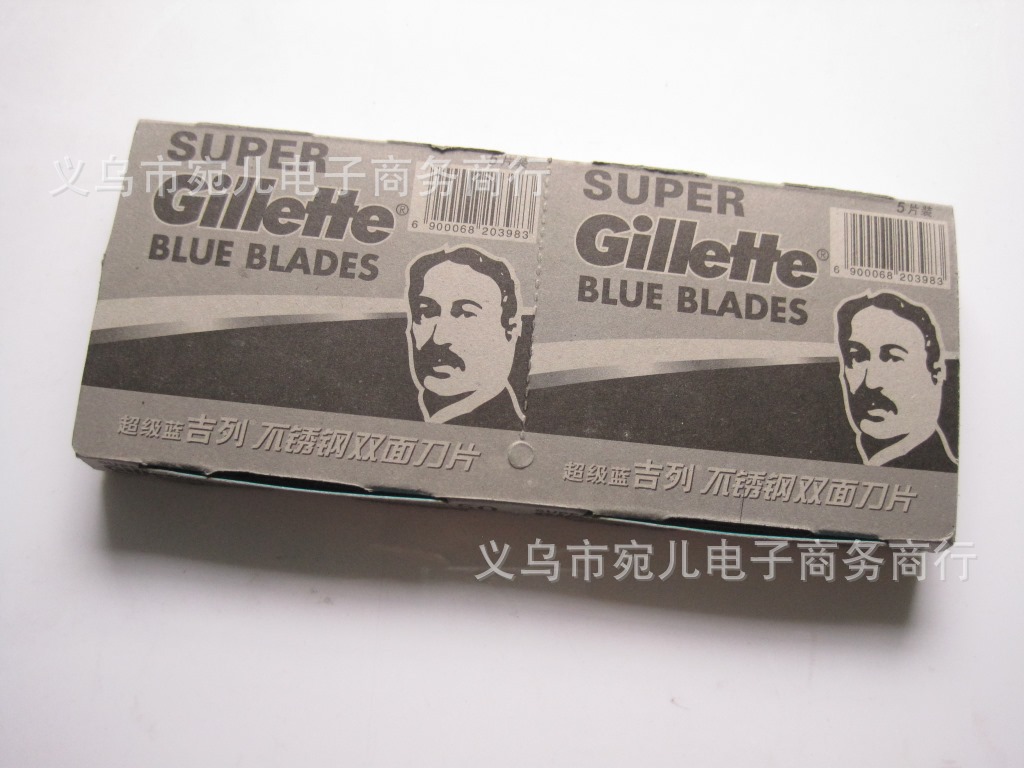 SUPER
Gillette®
BLUE BLADES
6 900068 203983
超级蓝 吉列 不锈钢双面刀片
SUPER
Gillette®
BLUE BLADES
5片装
6 900068 203983
超级蓝 吉列 不锈钢双面刀片
义乌市宛儿电子商务商行
义乌市宛儿电子商务商行